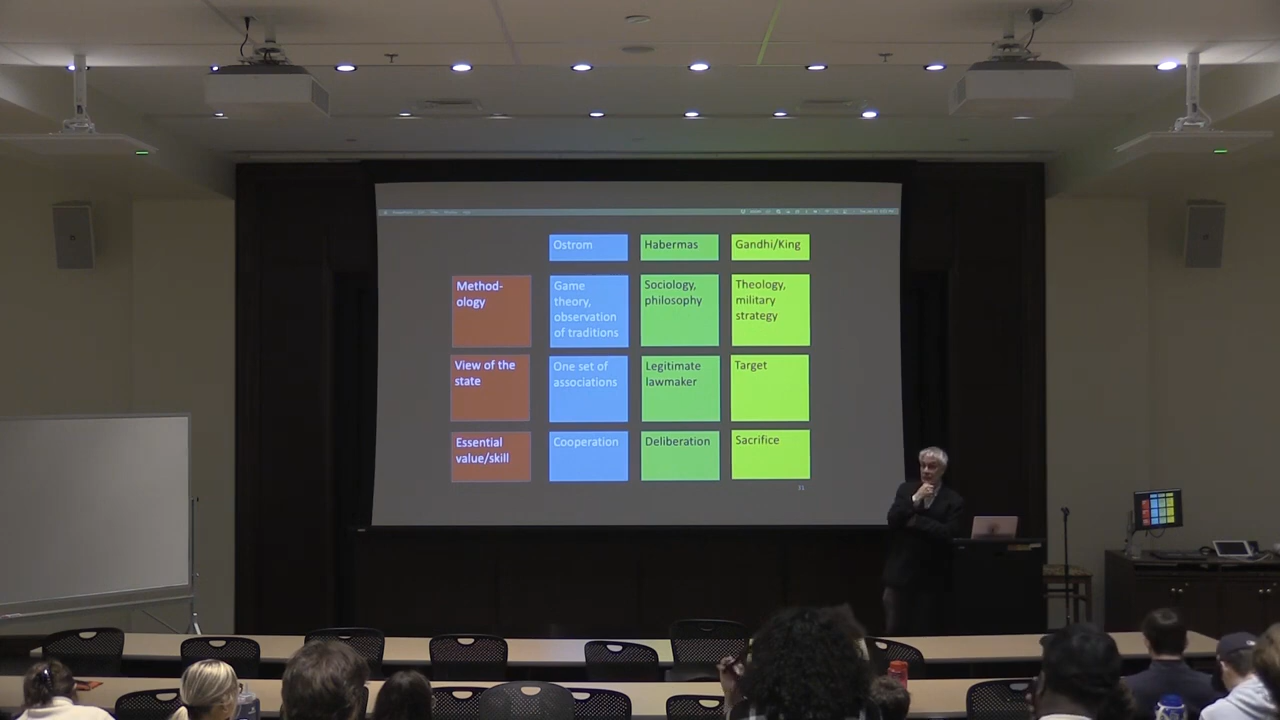 Ostrom
Habermas
Gandhi/King
Method-
ology
Game
theory,
observation
of traditions
Sociology,
philosophy
Theology,
military
strategy
View of the
state
One set of
associations
Legitimate
lawmaker
Target
Essential
value/skill
Cooperation
Deliberation
Sacrifice